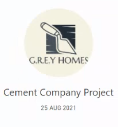 G.R.E.Y HOMES
Cement Company Project
25 AUG 2021